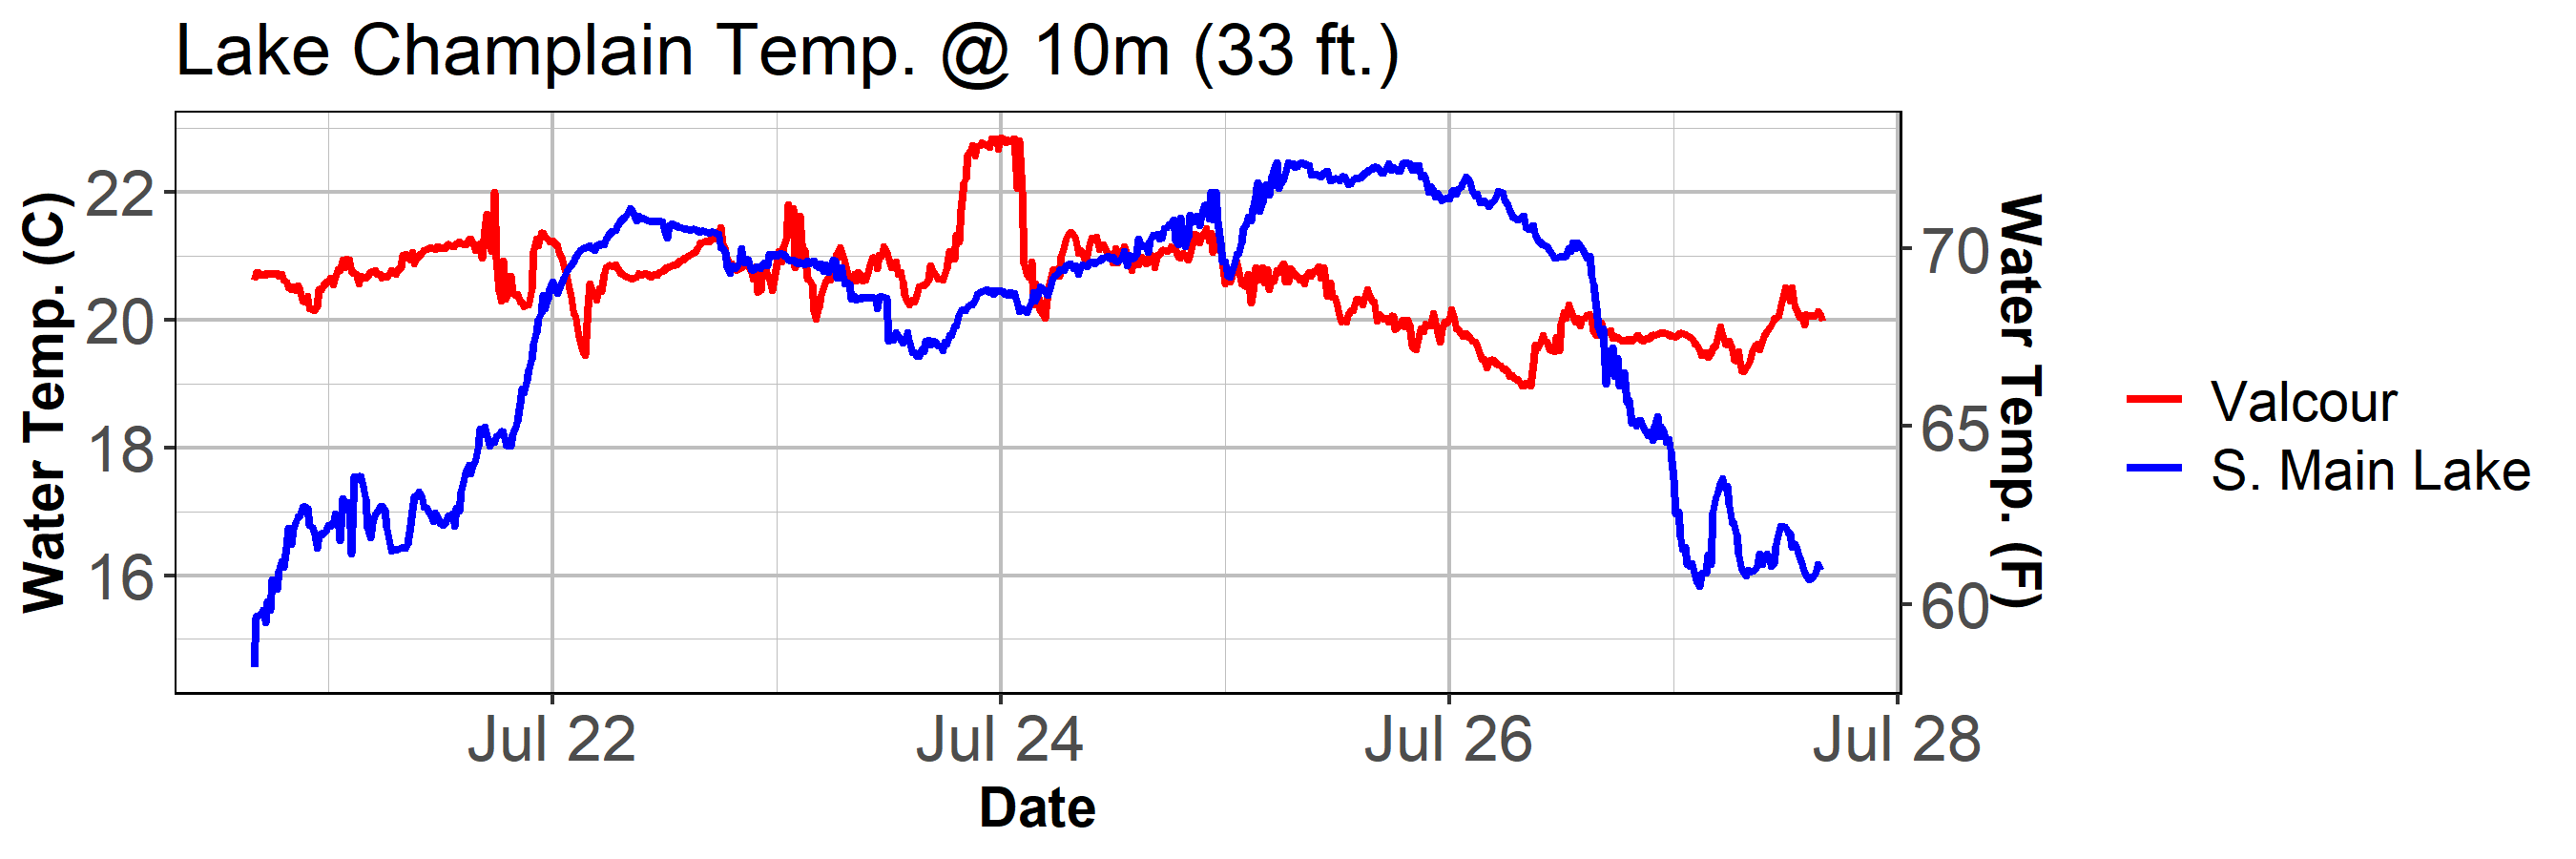 Lake Champlain Temp. @ 10m (33 ft.)
Water Temp. (C)
22
20
18
16
70
65
60
Water Temp. (F)
Jul 22
Jul 24
Jul 26
Jul 28
Date
Valcour
S. Main Lake